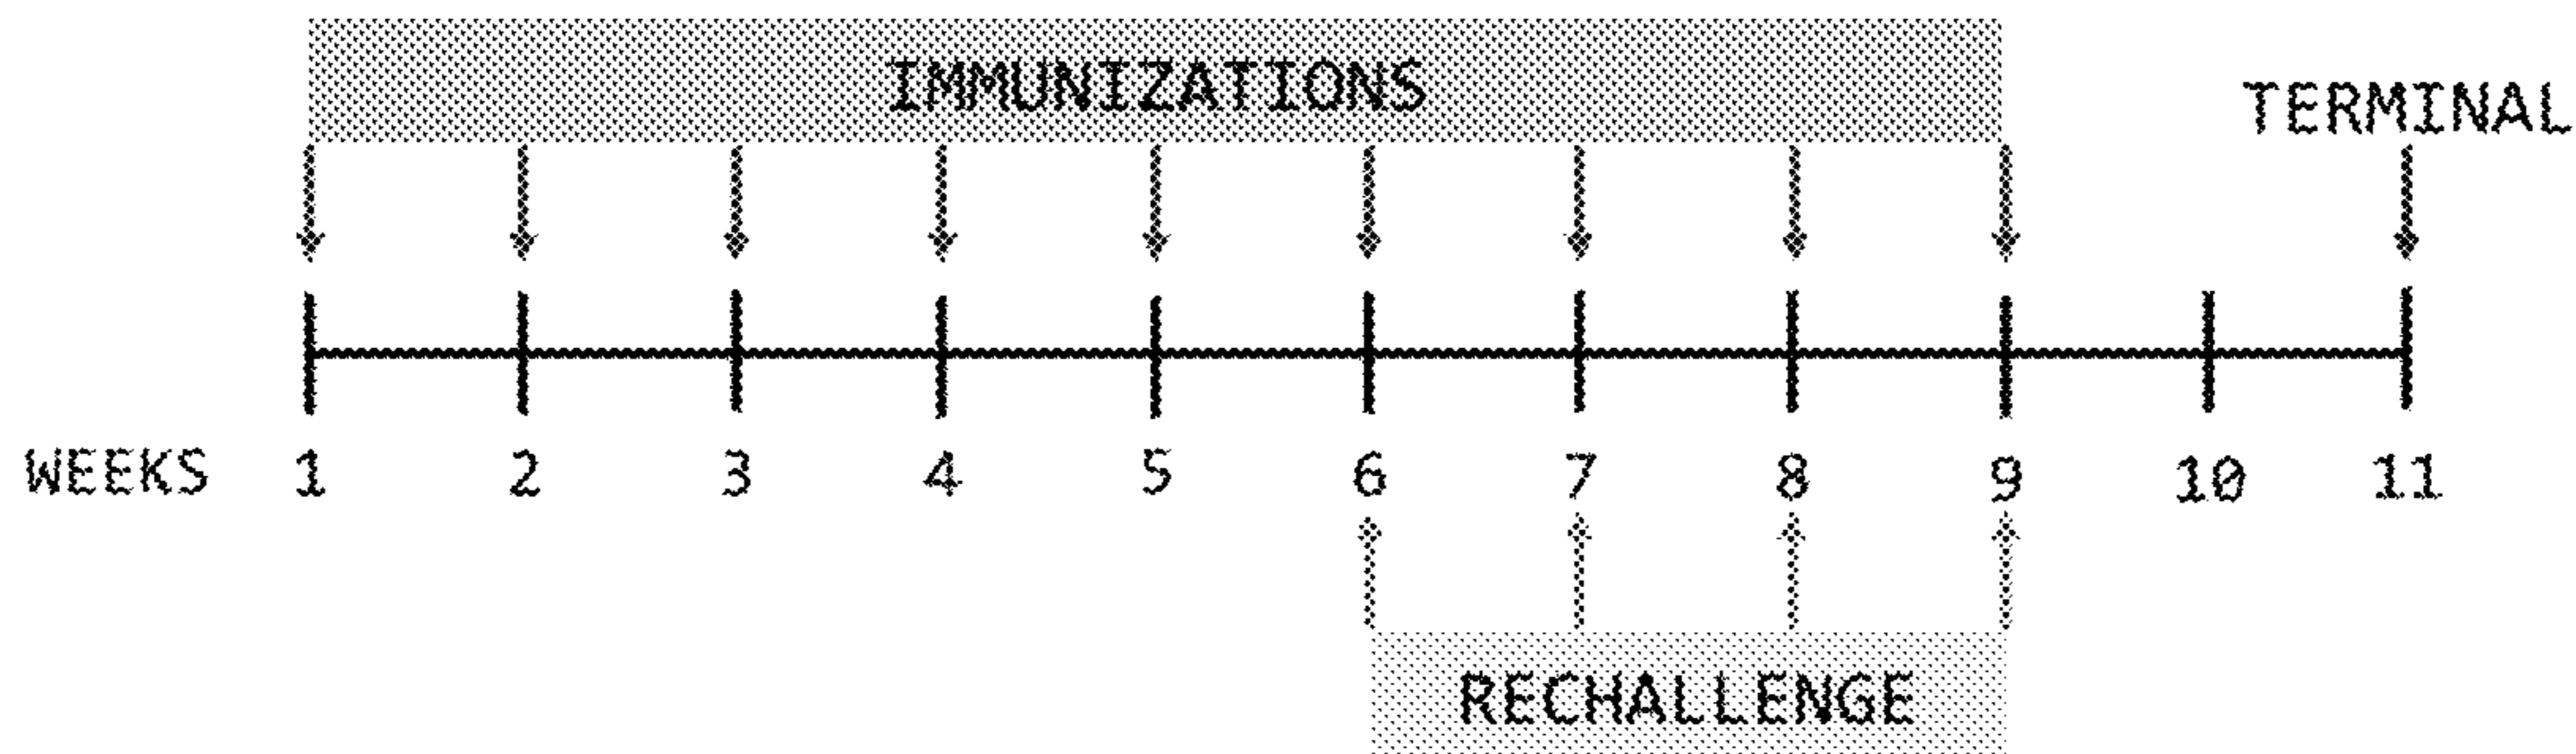 IMMUNIZATIONS
TERMINAL
WEEKS 1 2 3 4 5 6 7 8 9 10 11
RECHALLENGE